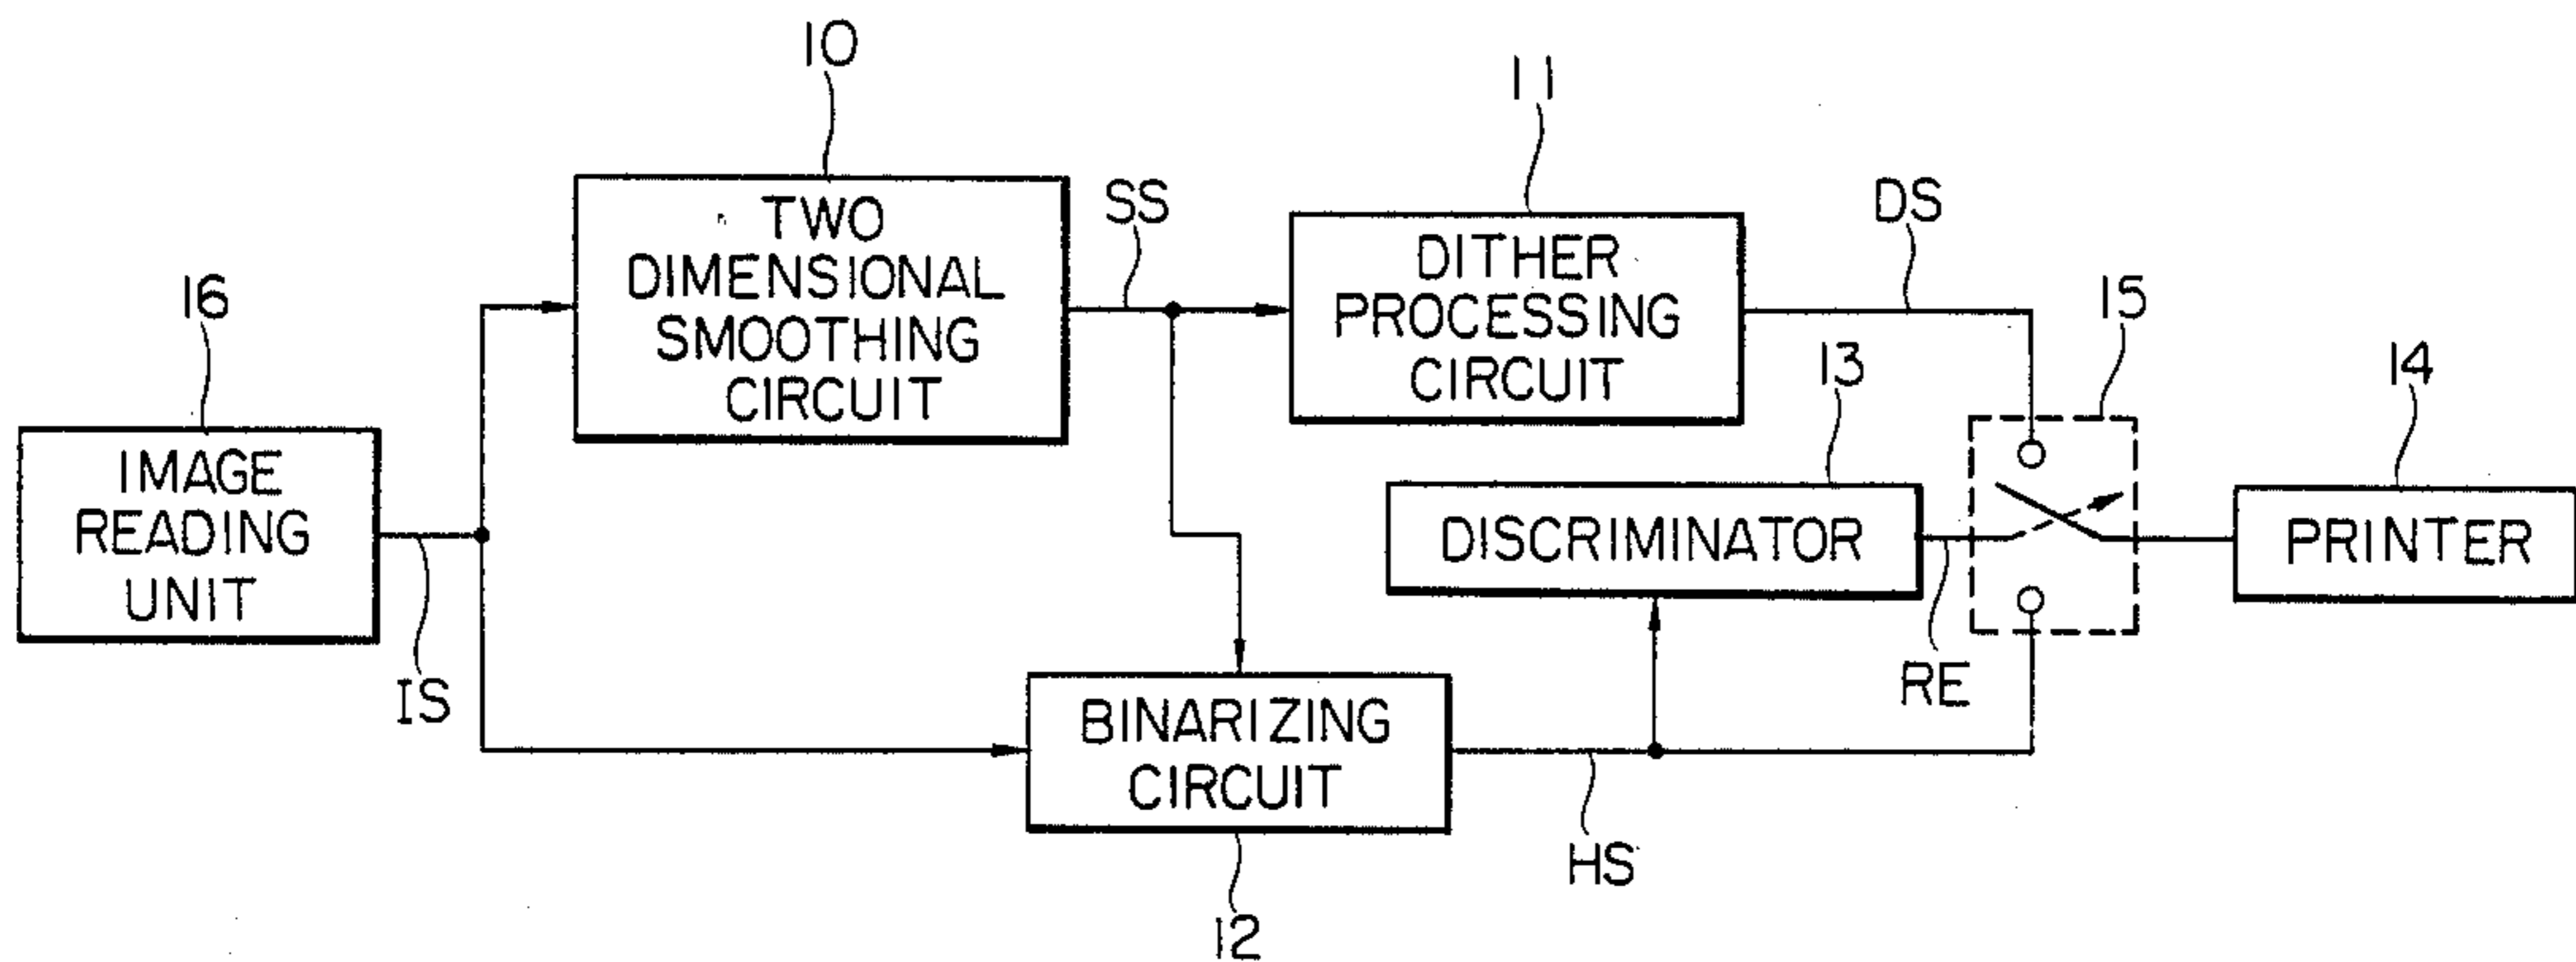 10
11
TWO
DIMENSIONAL
SMOOTHING
CIRCUIT
SS
DITHER
PROCESSING
CIRCUIT
DS
16
15
13
14
IMAGE
READING
UNIT
IS
DISCRIMINATOR
RE
PRINTER
BINARIZING
CIRCUIT
HS
12